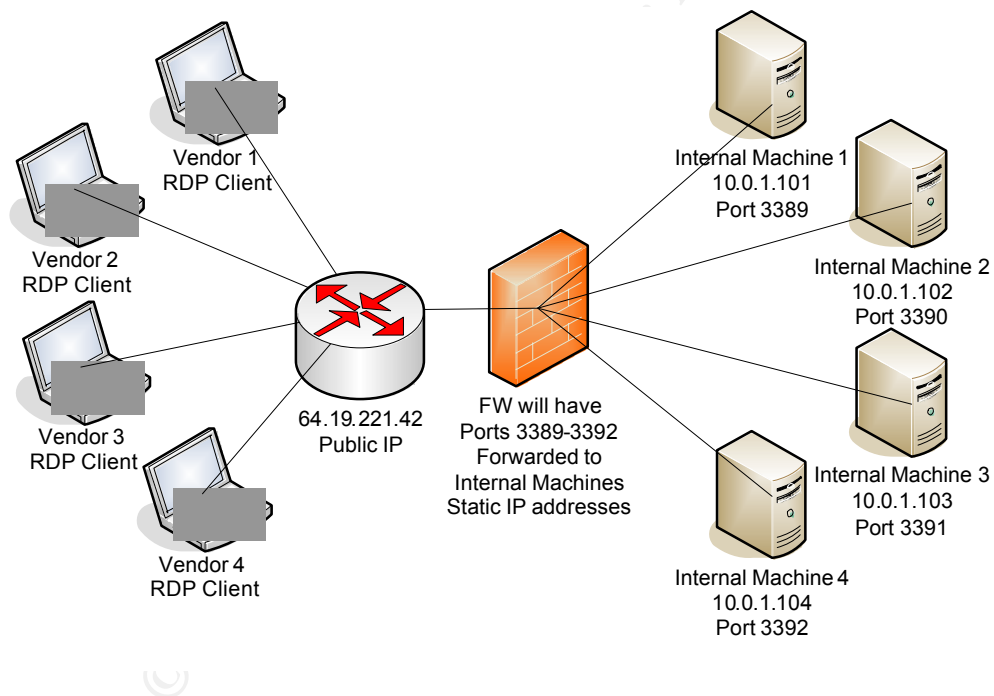 Vendor 1
RDP Client
Vendor 2
RDP Client
Vendor 3
RDP Client
Vendor 4
RDP Client
64.19.221.42
Public IP
FW will have
Ports 3389-3392
Forwarded to
Internal Machines
Static IP addresses
Internal Machine 1
10.0.1.101
Port 3389
Internal Machine 2
10.0.1.102
Port 3390
Internal Machine 3
10.0.1.103
Port 3391
Internal Machine 4
10.0.1.104
Port 3392
©